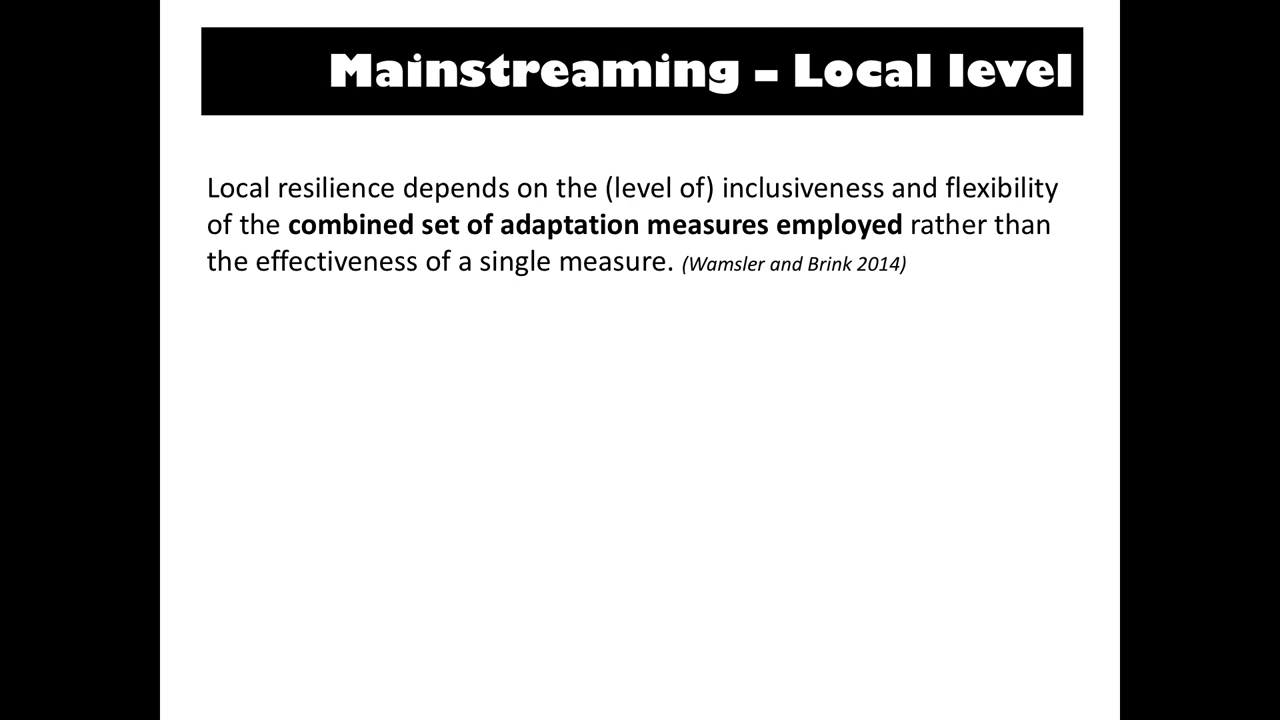 Mainstreaming – Local level
Local resilience depends on the (level of) inclusiveness and flexibility
of the combined set of adaptation measures employed rather than
the effectiveness of a single measure. (Wamsler and Brink 2014)